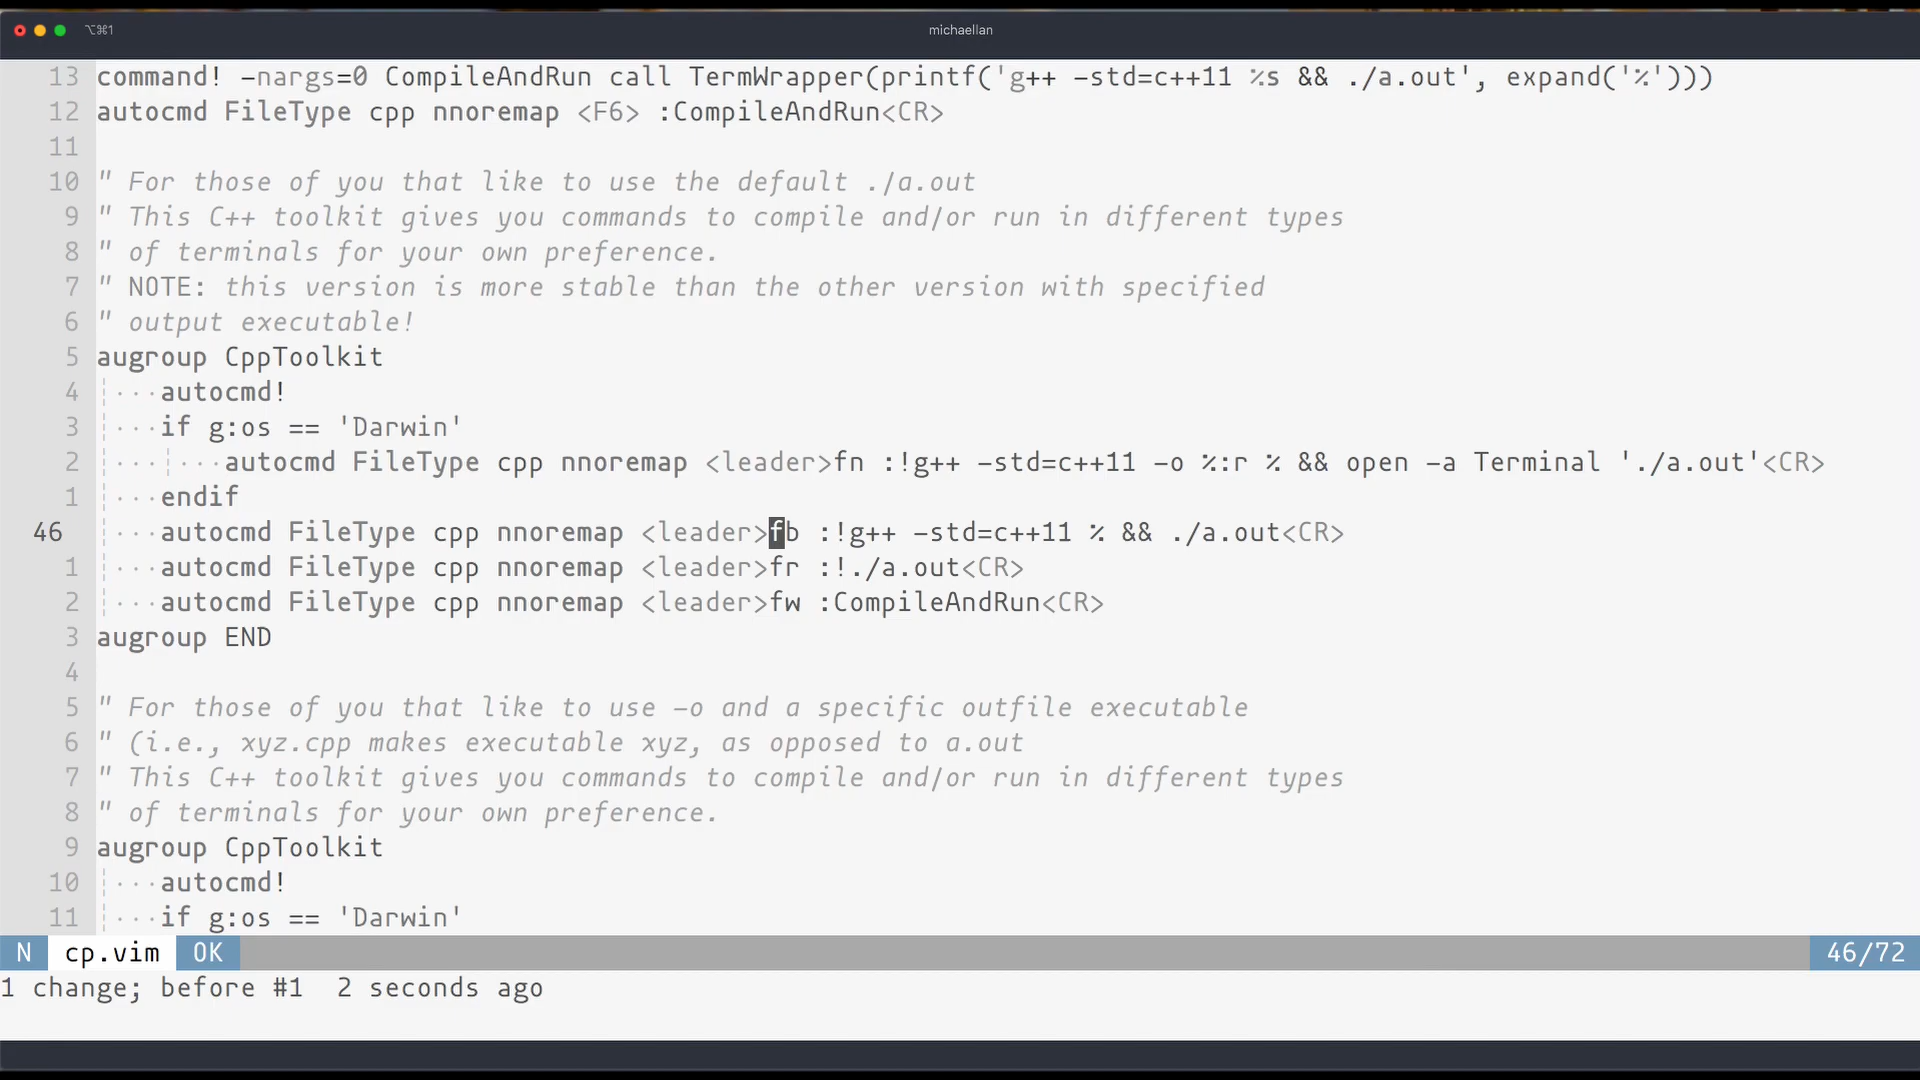 ⌥⌘1 michaellan
13 command! -nargs=0 CompileAndRun call TermWrapper(printf('g++ -std=c++11 %s && ./a.out', expand('%')))
12 autocmd FileType cpp nnoremap <F6> :CompileAndRun<CR>
11
10 " For those of you that like to use the default ./a.out
9 " This C++ toolkit gives you commands to compile and/or run in different types
8 " of terminals for your own preference.
7 " NOTE: this version is more stable than the other version with specified
6 " output executable!
5 augroup CppToolkit
4 ¦···autocmd!
3 ¦···if g:os == 'Darwin'
2 ¦···¦···autocmd FileType cpp nnoremap <leader>fn :!g++ -std=c++11 -o %:r % && open -a Terminal './a.out'<CR>
1 ¦···endif
46 ¦···autocmd FileType cpp nnoremap <leader>fb :!g++ -std=c++11 % && ./a.out<CR>
1 ¦···autocmd FileType cpp nnoremap <leader>fr :!./a.out<CR>
2 ¦···autocmd FileType cpp nnoremap <leader>fw :CompileAndRun<CR>
3 augroup END
4
5 " For those of you that like to use -o and a specific outfile executable
6 " (i.e., xyz.cpp makes executable xyz, as opposed to a.out
7 " This C++ toolkit gives you commands to compile and/or run in different types
8 " of terminals for your own preference.
9 augroup CppToolkit
10 ¦···autocmd!
11 ¦···if g:os == 'Darwin'
N cp.vim OK 46/72
1 change; before #1  2 seconds ago